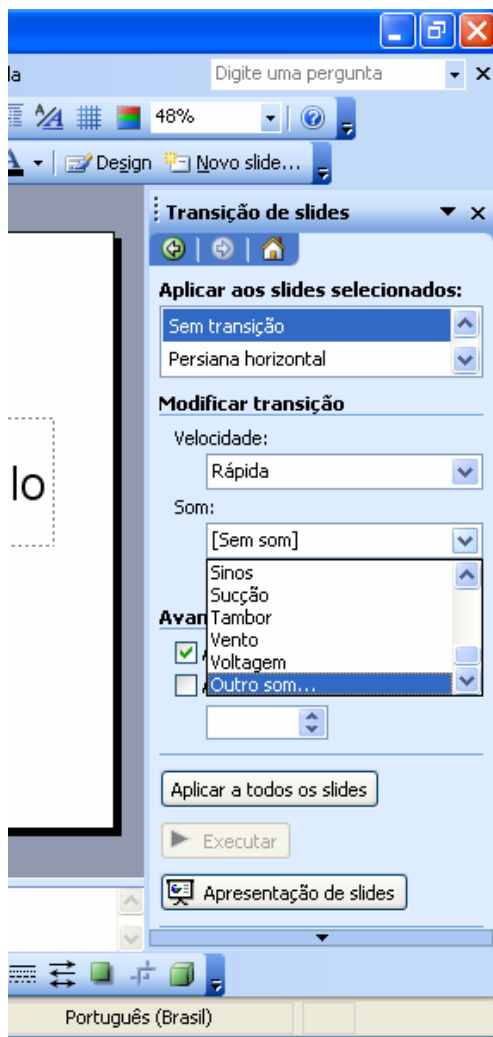 la
Digite uma pergunta
48%
A
Design
Novo slide...
Transição de slides
Aplicar aos slides selecionados:
Sem transição
Persiana horizontal
Modificar transição
Velocidade:
Rápida
lo
Som:
[Sem som]
Sinos
Sucção
Tambor
Vento
Voltagem
Outro som...
Avan
Aplicar a todos os slides
Executar
Apresentação de slides
Português (Brasil)